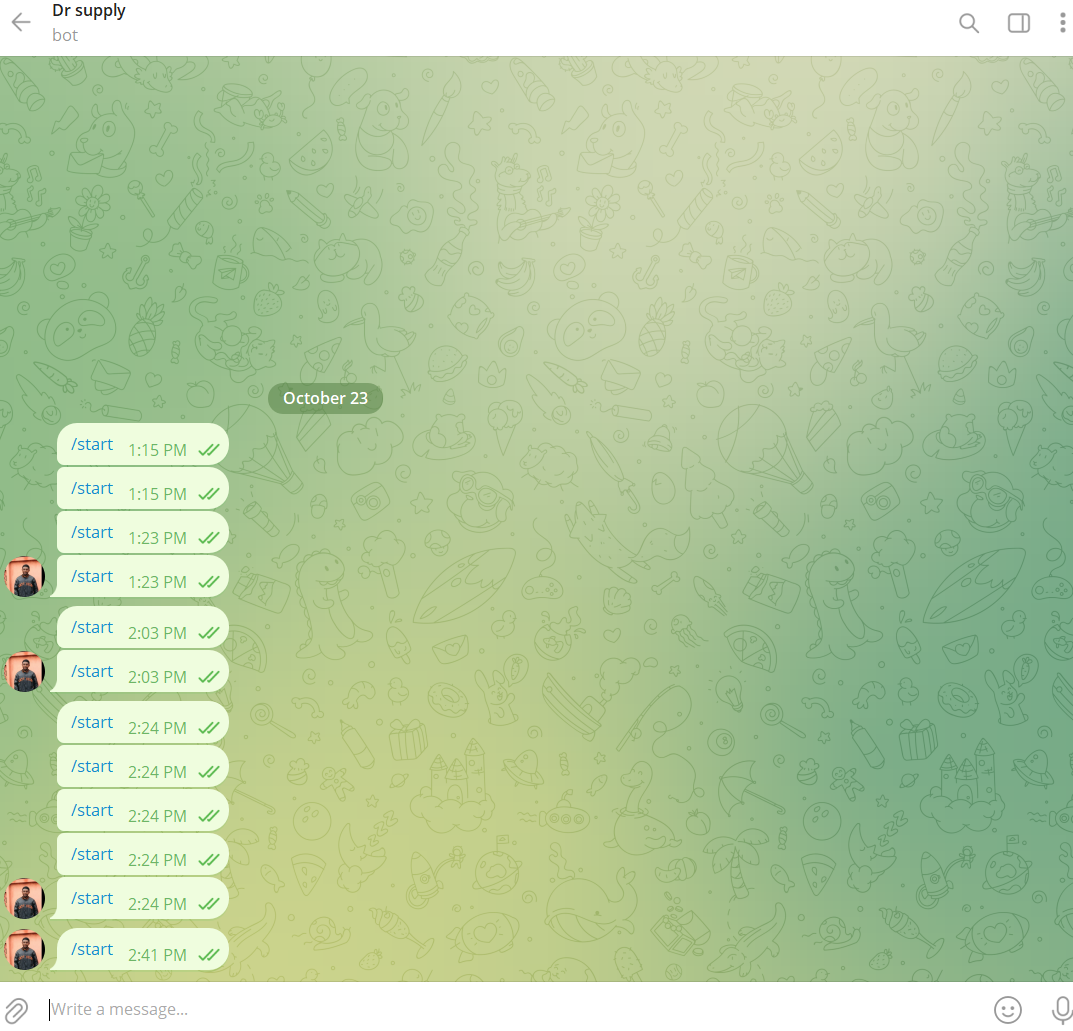 Dr supply
bot
October 23
/start 1:15 PM
/start 1:15 PM
/start 1:23 PM
/start 1:23 PM
/start 2:03 PM
/start 2:03 PM
/start 2:24 PM
/start 2:24 PM
/start 2:24 PM
/start 2:24 PM
/start 2:24 PM
/start 2:41 PM
Write a message...